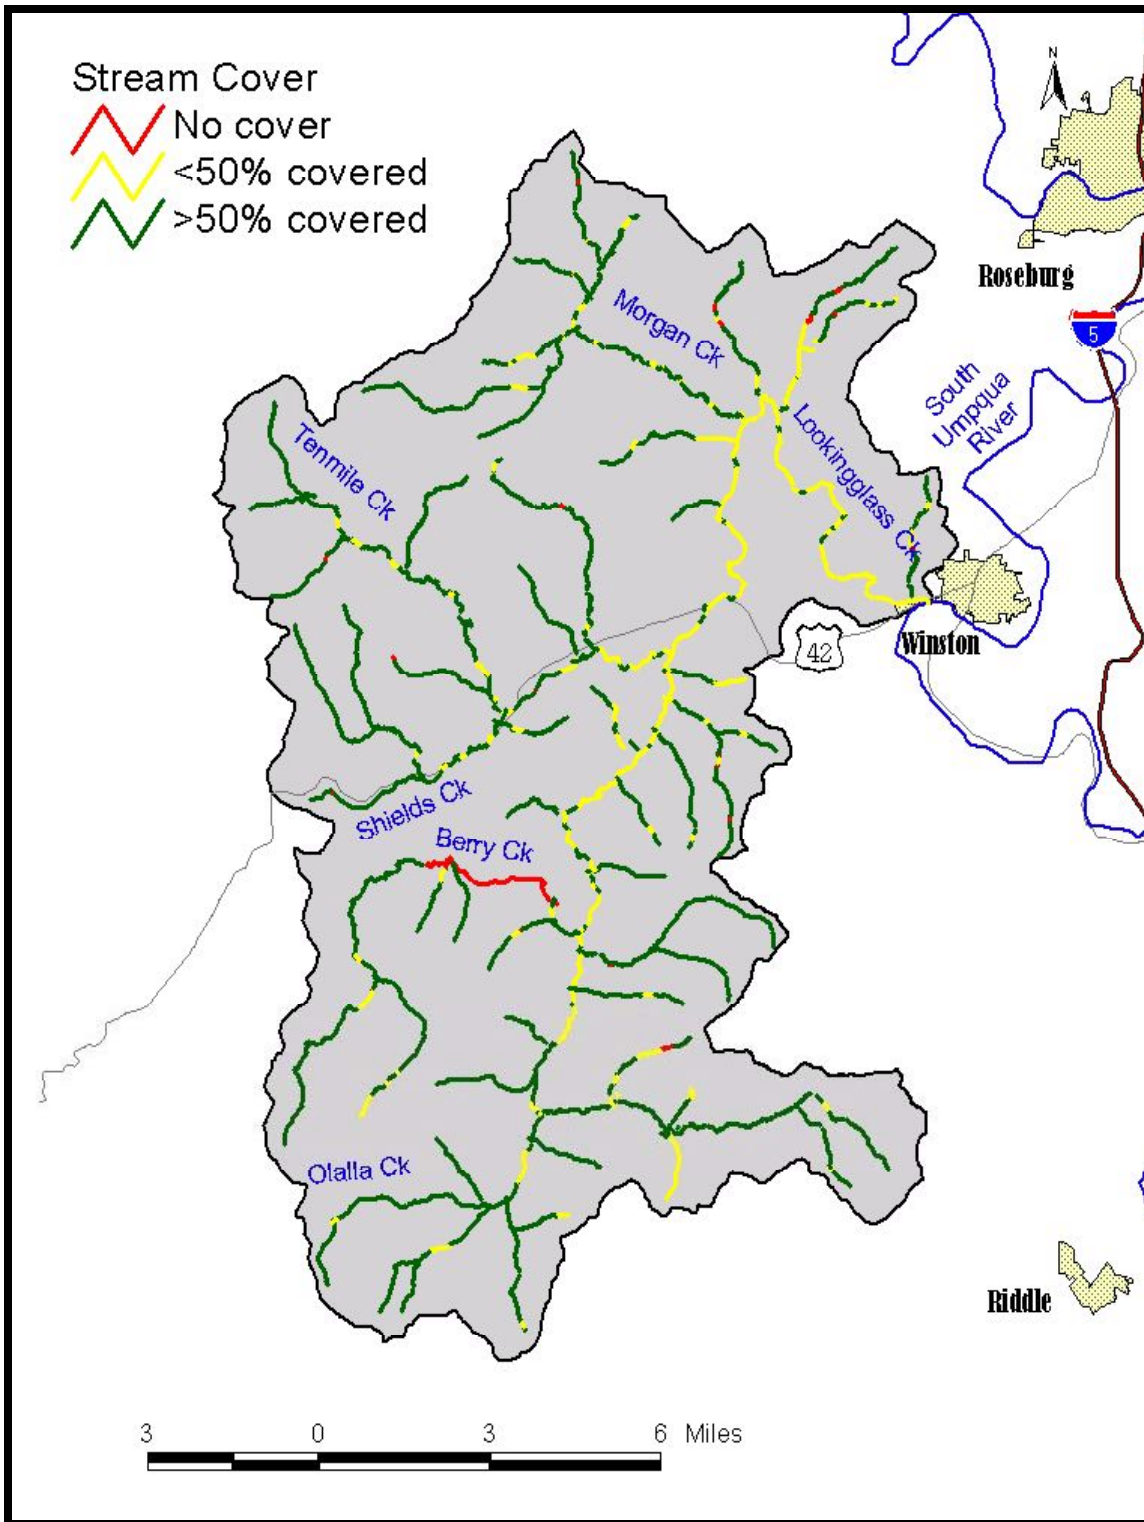 Stream Cover
No cover
<50% covered
>50% covered
N
Roseburg
5
Morgan Ck
South
Umpqua
River
Lookingglass Ck
Tenmile Ck
Winston
42
Shields Ck
Berry Ck
Olalla Ck
Riddle
3 0 3 6 Miles